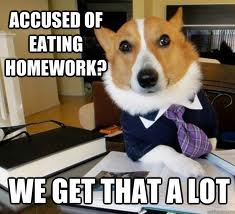 ACCUSED OF
EATING
HOMEWORK?
WE GET THAT A LOT